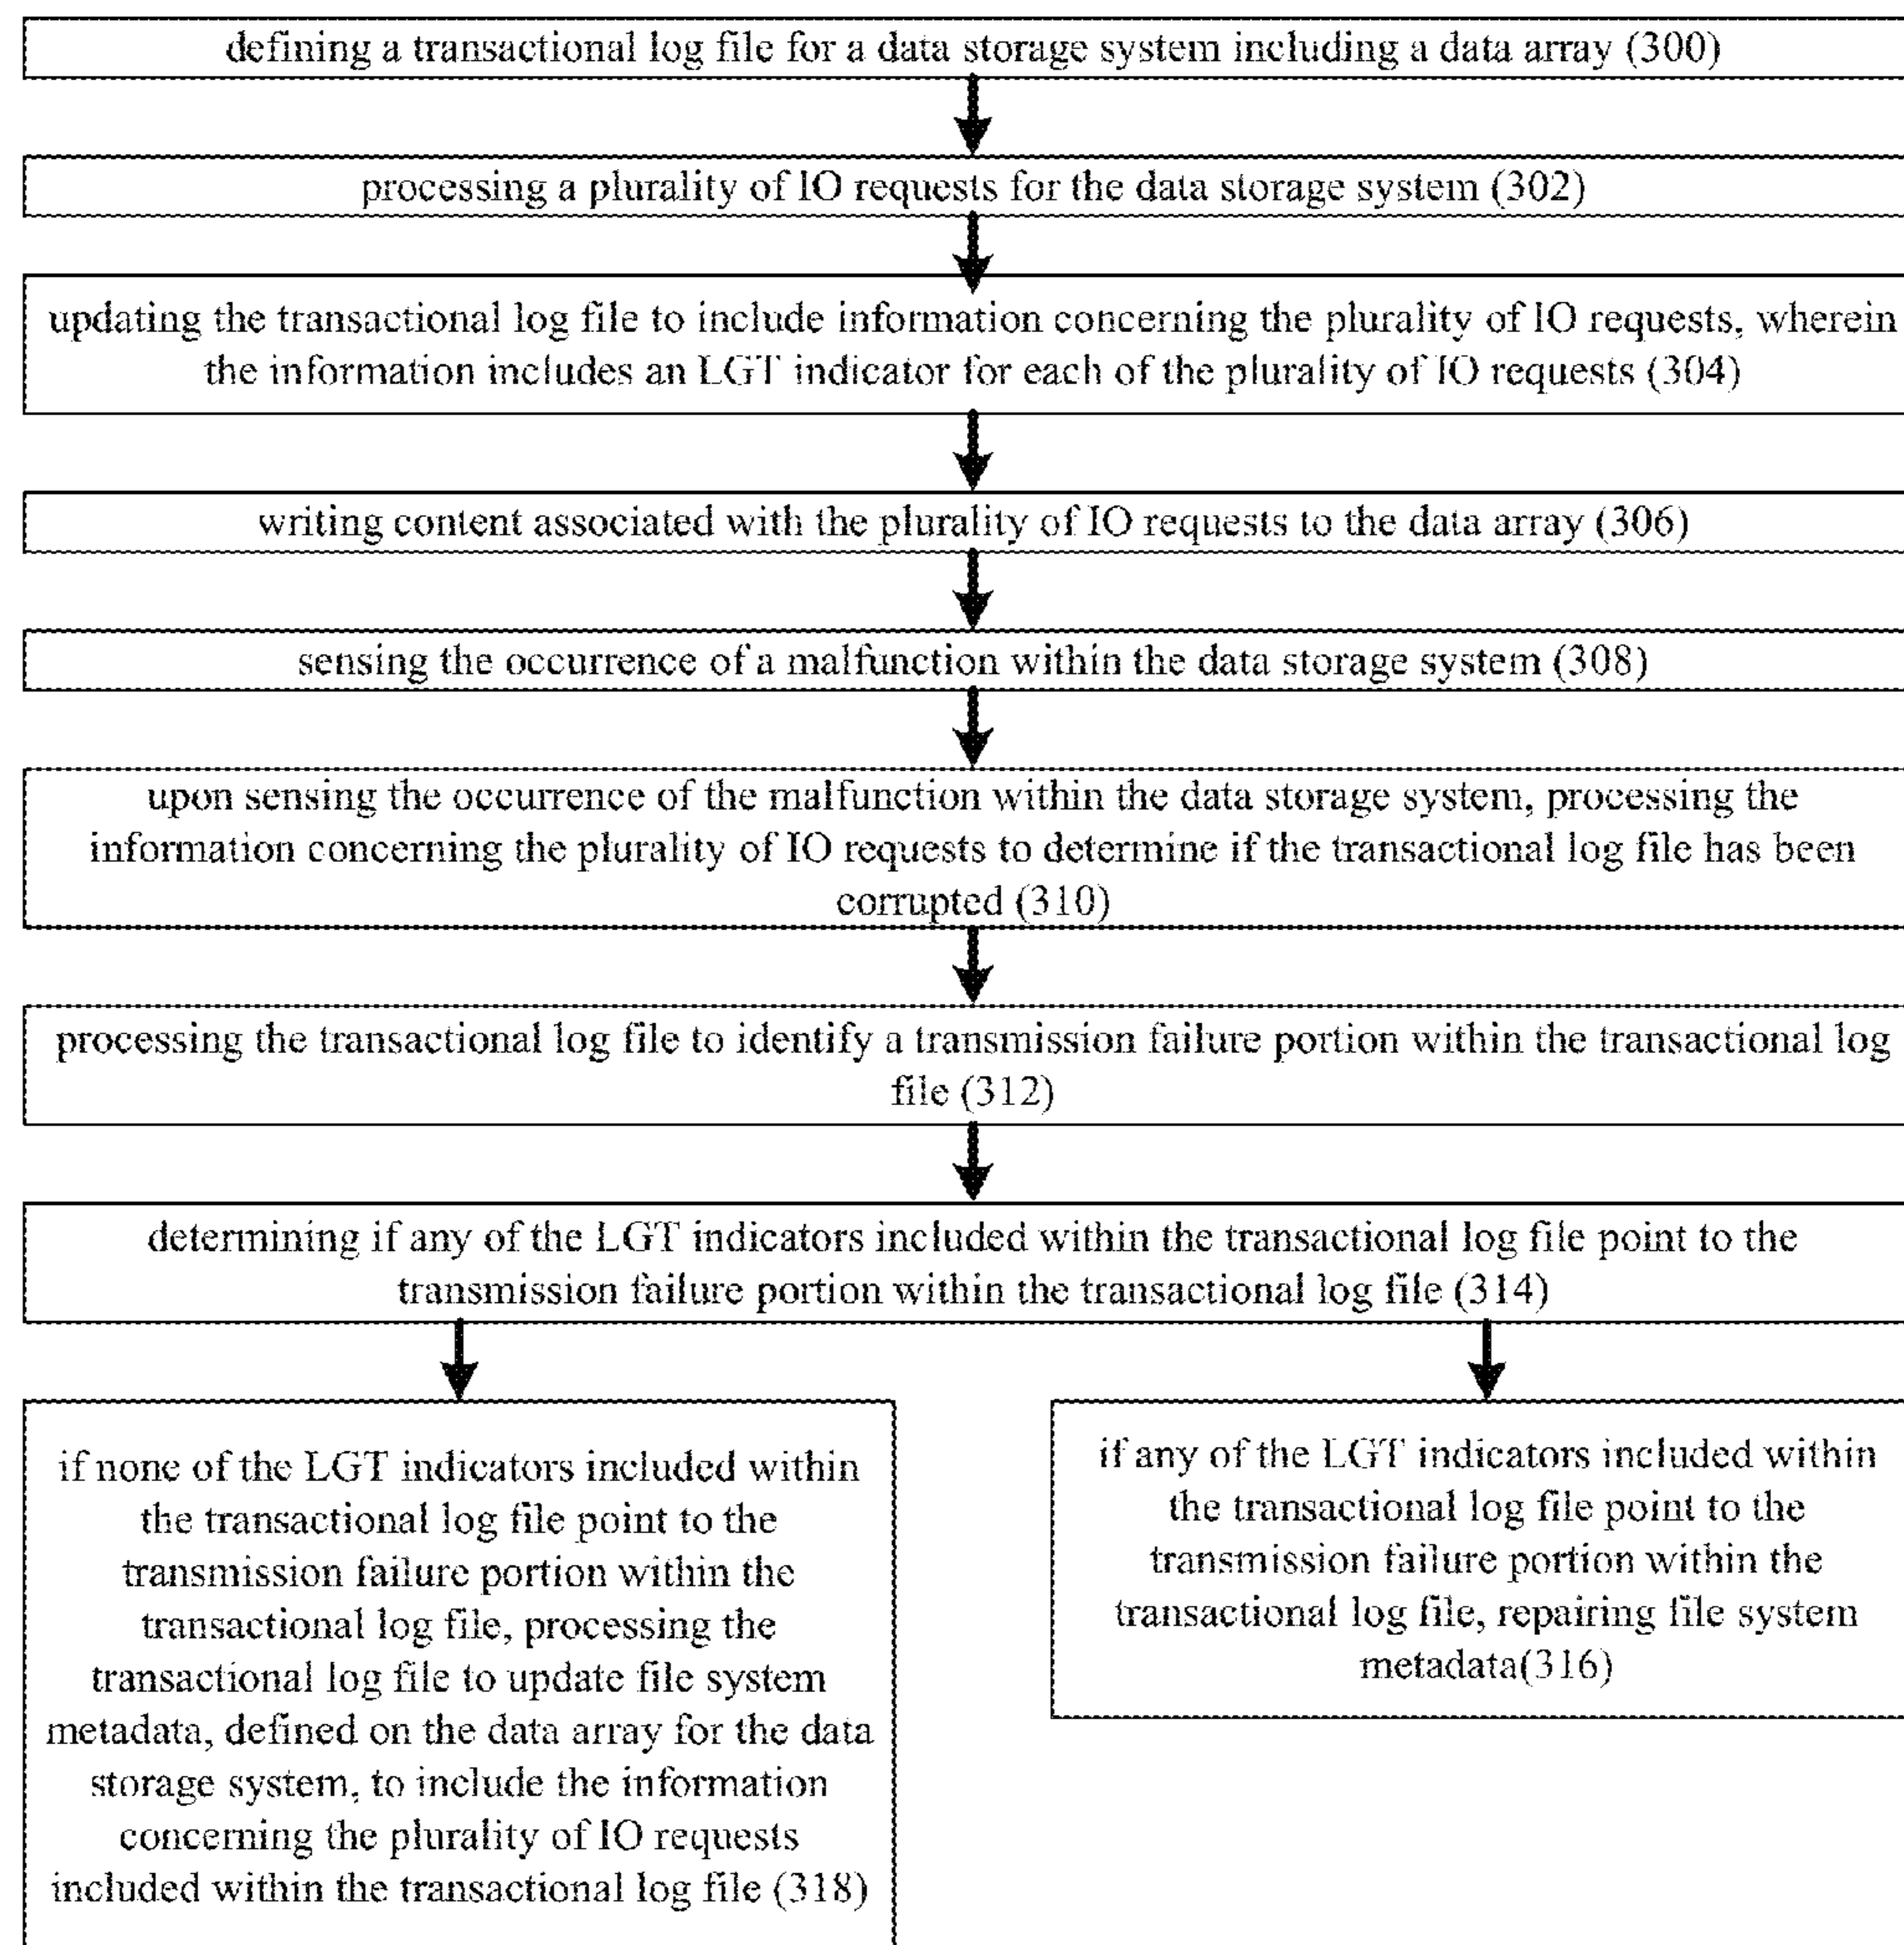 defining a transactional log file for a data storage system including a data array (300)
processing a plurality of IO requests for the data storage system (302)
updating the transactional log file to include information concerning the plurality of IO requests, wherein
the information includes an LGT indicator for each of the plurality of IO requests (304)
writing content associated with the plurality of IO requests to the data array (306)
sensing the occurrence of a malfunction within the data storage system (308)
upon sensing the occurrence of the malfunction within the data storage system, processing the
information concerning the plurality of IO requests to determine if the transactional log file has been
corrupted (310)
processing the transactional log file to identify a transmission failure portion within the transactional log
file (312)
determining if any of the LGT indicators included within the transactional log file point to the
transmission failure portion within the transactional log file (314)
if none of the LGT indicators included within
the transactional log file point to the
transmission failure portion within the
transactional log file, processing the
transactional log file to update file system
metadata, defined on the data array for the data
storage system, to include the information
concerning the plurality of IO requests
included within the transactional log file (318)
if any of the LGT indicators included within
the transactional log file point to the
transmission failure portion within the
transactional log file, repairing file system
metadata(316)